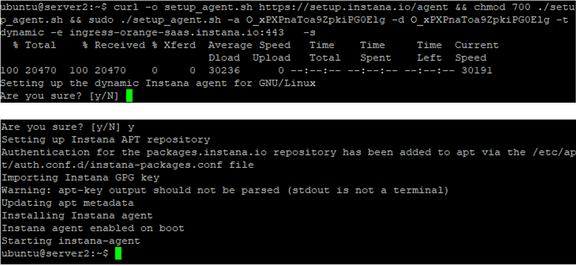 ubuntu@server2:~$ curl -o setup_agent.sh https://setup.instana.io/agent && chmod 700 ./set
up_agent.sh && sudo ./setup_agent.sh -a O_xPXPnaToa9ZpkiPG0Elg -d O_xPXPnaToa9ZpkiPG0Elg -t
dynamic -e ingress-orange-saas.instana.io:443 -s
% Total % Received % Xferd Average Speed Time Time Time Current
Dload Upload Total Spent Left Speed
100 20470 100 20470 0 0 30236 0 --:--:-- --:--:-- --:--:-- 30191
Setting up the dynamic Instana agent for GNU/Linux
Are you sure? [y/N]
Are you sure? [y/N] y
Setting up Instana APT repository
Authentication for the packages.instana.io repository has been added to apt via the /etc/ap
t/auth.conf.d/instana-packages.conf file
Importing Instana GPG key
Warning: apt-key output should not be parsed (stdout is not a terminal)
Updating apt metadata
Installing Instana agent
Instana agent enabled on boot
Starting instana-agent
ubuntu@server2:~$